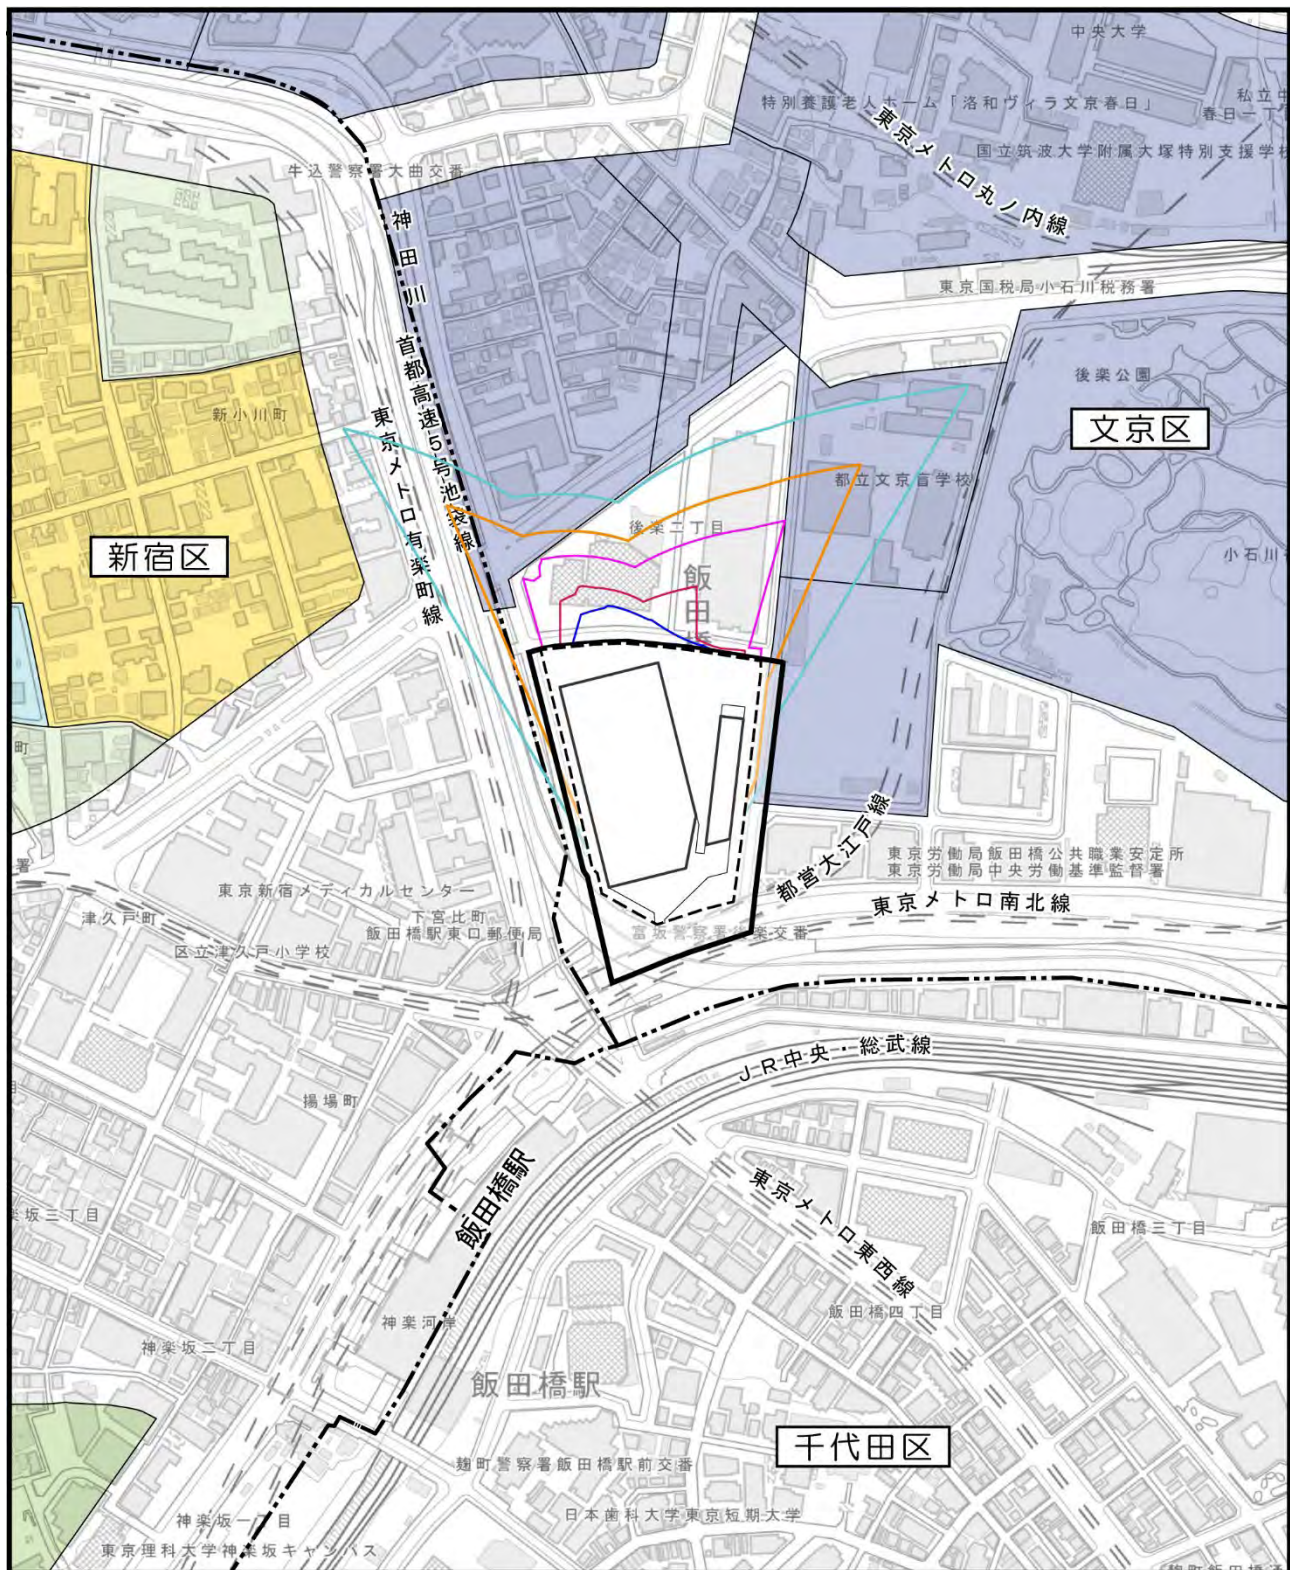 中央大学
特別養護老人ホーム「洛和ヴィラ文京春日」
私立中
春日一丁目
東京メトロ丸ノ内線
国立筑波大学附属大塚特別支援学校
牛込警察署大曲交番
神田川
東京国税局小石川税務署
首都高速5号池袋線
後楽公園
新小川町
東京メトロ有楽町線
文京区
都立文京盲学校
後楽二丁目
新宿区
小石川
飯田橋
町
署
都営大江戸線
東京労働局飯田橋公共職業安定所
東京労働局中央労働基準監督署
東京新宿メディカルセンター
津久戸町
下宮比町
飯田橋駅東口郵便局
東京メトロ南北線
富坂警察署後楽交番
区立津久戸小学校
JR中央・総武線
揚場町
飯田橋駅
東京メトロ東西線
楽坂三丁目
飯田橋三丁目
飯田橋四丁目
神楽河岸
神楽坂二丁目
飯田橋駅
千代田区
麹町警察署飯田橋駅前交番
日本歯科大学東京短期大学
神楽坂一丁目
東京理科大学神楽坂キャンパス